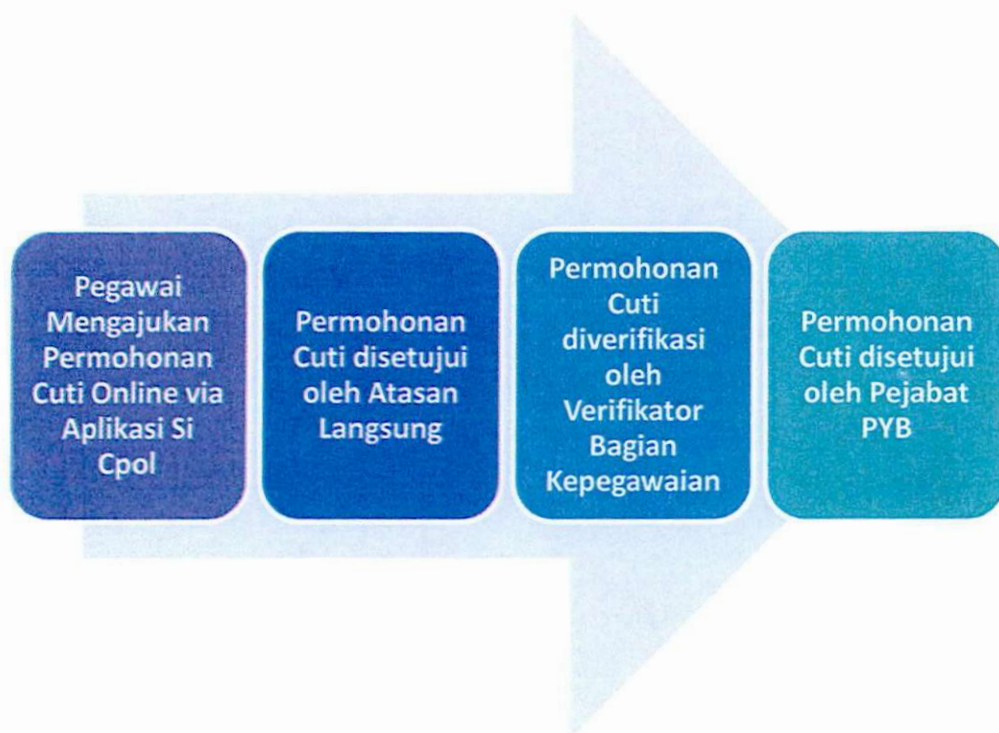 Pegawai
Mengajukan
Permohonan
Cuti Online via
Aplikasi Si
Cpol
Permohonan
Cuti disetujui
oleh Atasan
Langsung
Permohonan
Cuti
diverifikasi
oleh
Verifikator
Bagian
Kepegawaian
Permohonan
Cuti disetujui
oleh Pejabat
PYB